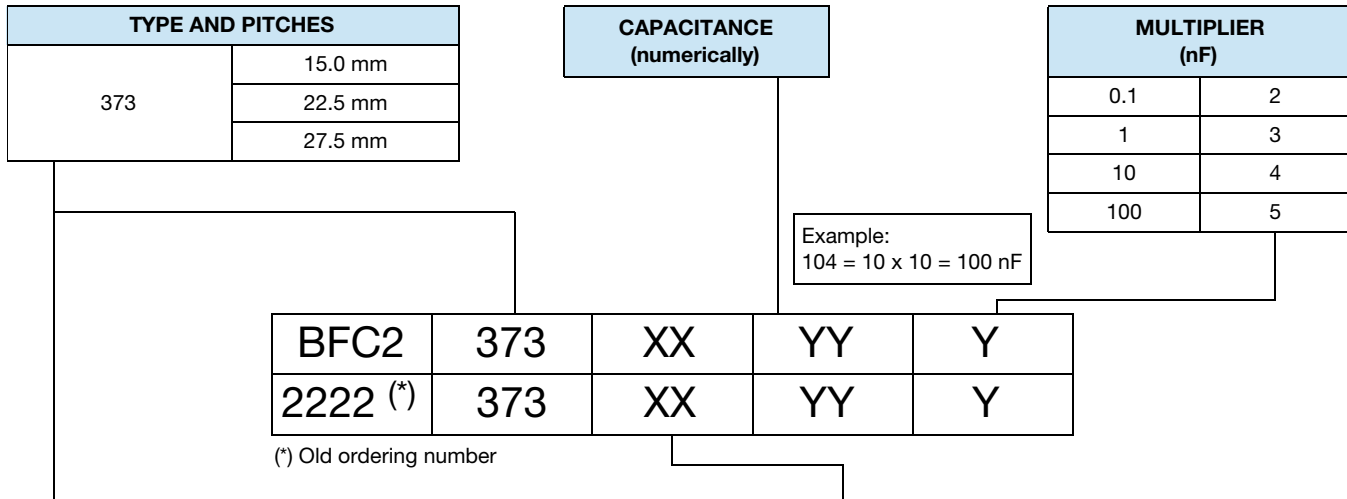 TYPE AND PITCHES
373
15.0 mm
22.5 mm
27.5 mm
CAPACITANCE
(numerically)
MULTIPLIER
(nF)
0.1 2
1 3
10 4
100 5
Example:
104 = 10 x 10 = 100 nF
BFC2 373 XX YY Y
2222 (*) 373 XX YY Y
(*) Old ordering number